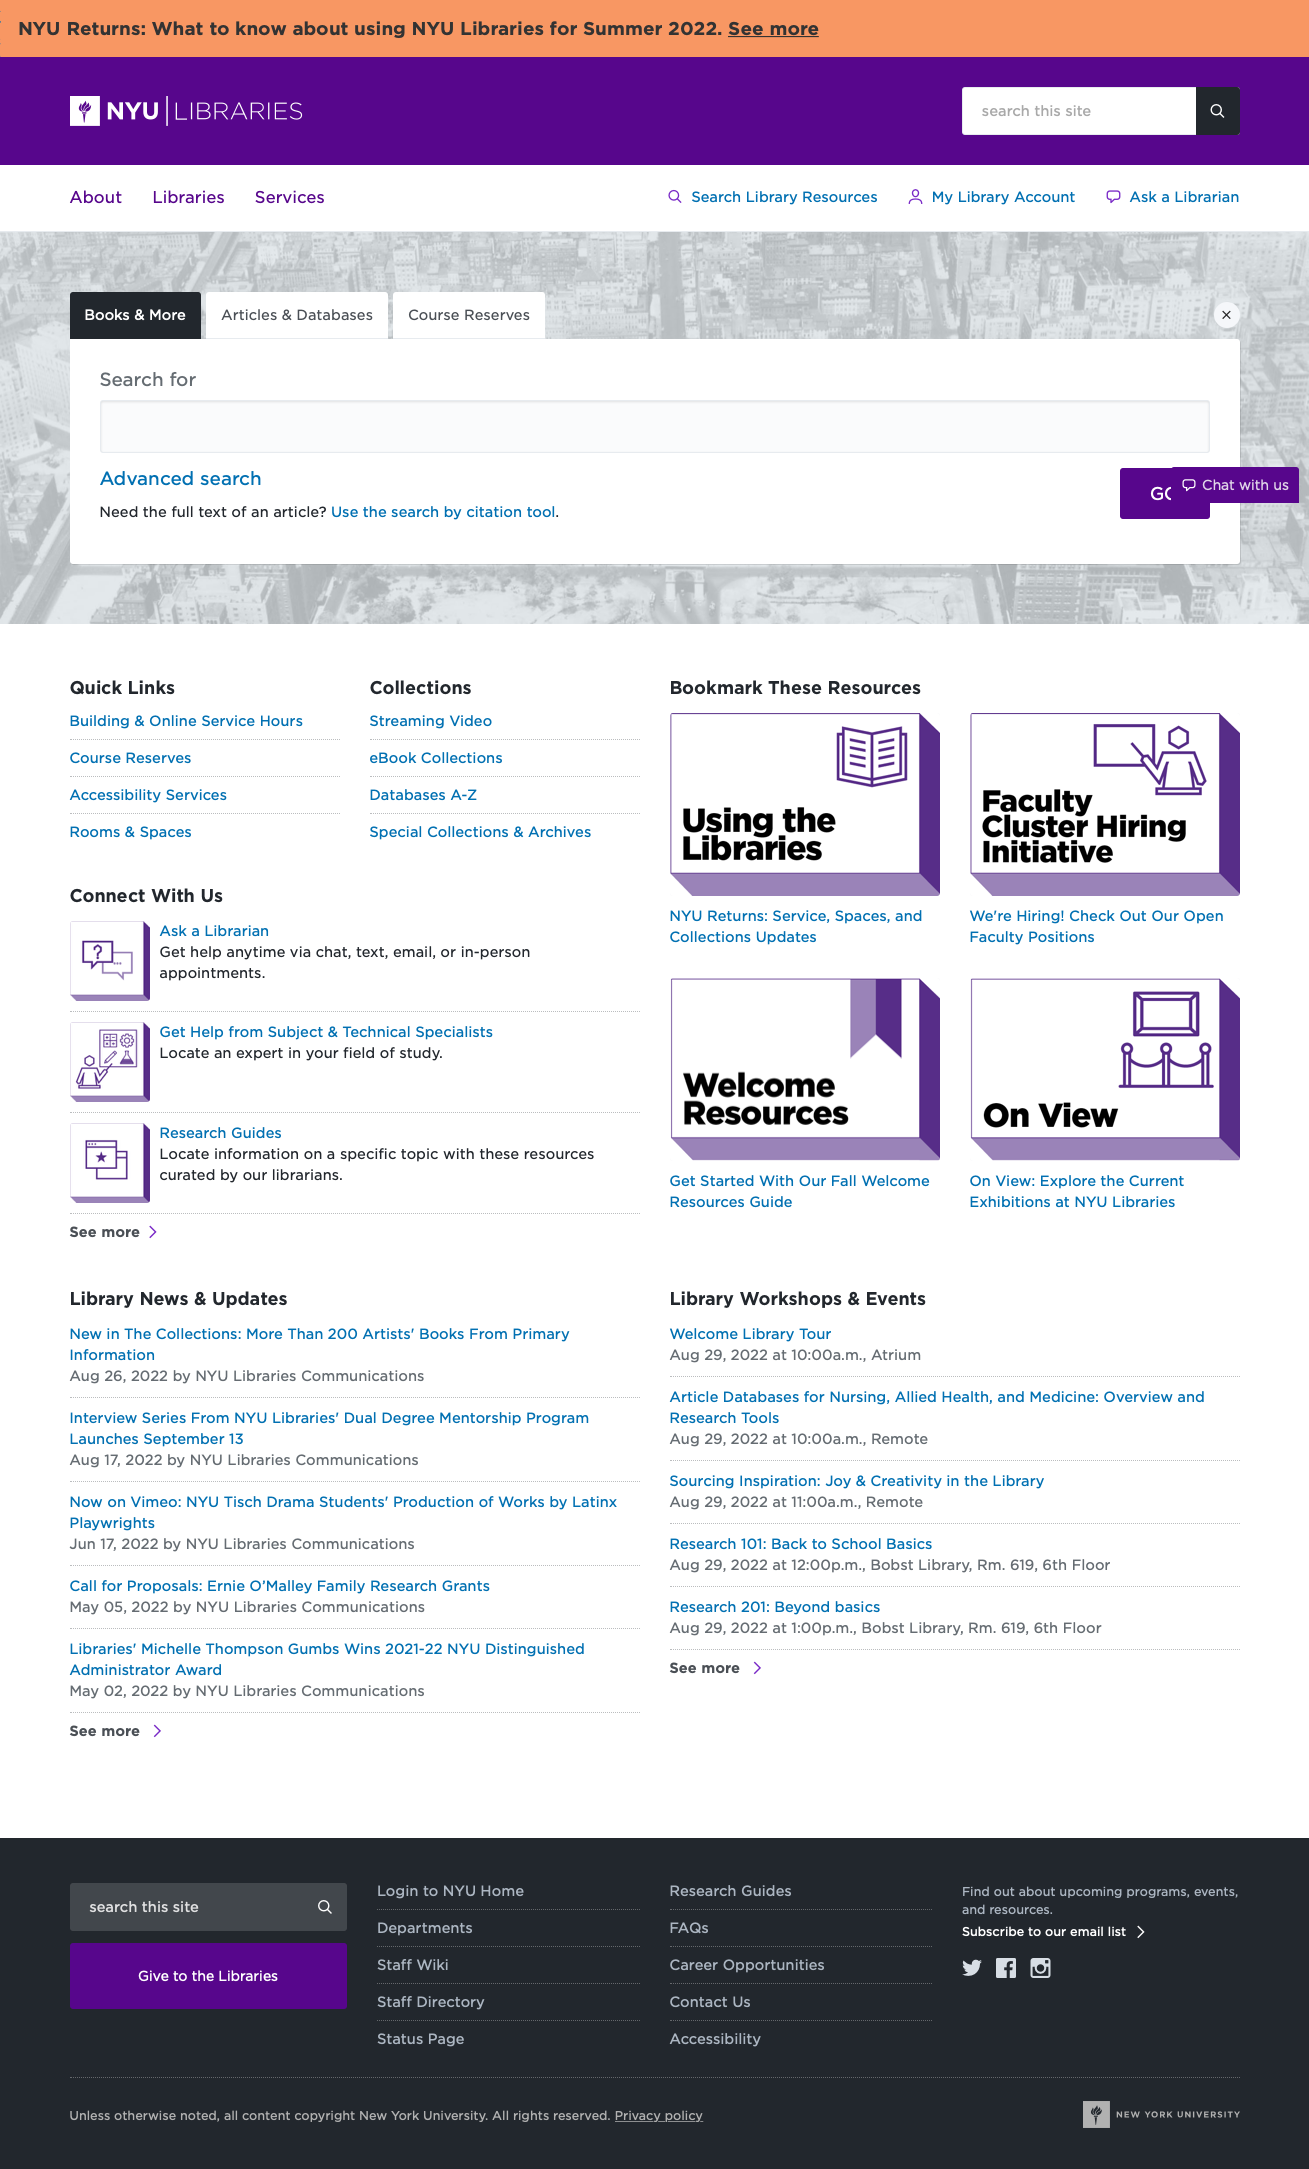 NYU Returns: What to know about using NYU Libraries for Summer 2022. See more
NYU LIBRARIES
search this site
About Libraries Services
Search Library Resources My Library Account Ask a Librarian
Books & More Articles & Databases Course Reserves
Search for
Advanced search
Need the full text of an article? Use the search by citation tool.
Chat with us
Quick Links
Building & Online Service Hours
Course Reserves
Accessibility Services
Rooms & Spaces
Collections
Streaming Video
eBook Collections
Databases A-Z
Special Collections & Archives
Connect With Us
Ask a Librarian
Get help anytime via chat, text, email, or in-person
appointments.
Get Help from Subject & Technical Specialists
Locate an expert in your field of study.
Research Guides
Locate information on a specific topic with these resources
curated by our librarians.
See more
Bookmark These Resources
Using the
Libraries
NYU Returns: Service, Spaces, and
Collections Updates
Faculty
Cluster Hiring
Initiative
We're Hiring! Check Out Our Open
Faculty Positions
Welcome
Resources
Get Started With Our Fall Welcome
Resources Guide
On View
On View: Explore the Current
Exhibitions at NYU Libraries
Library News & Updates
New in The Collections: More Than 200 Artists' Books From Primary
Information
Aug 26, 2022 by NYU Libraries Communications
Interview Series From NYU Libraries' Dual Degree Mentorship Program
Launches September 13
Aug 17, 2022 by NYU Libraries Communications
Now on Vimeo: NYU Tisch Drama Students' Production of Works by Latinx
Playwrights
Jun 17, 2022 by NYU Libraries Communications
Call for Proposals: Ernie O’Malley Family Research Grants
May 05, 2022 by NYU Libraries Communications
Libraries' Michelle Thompson Gumbs Wins 2021-22 NYU Distinguished
Administrator Award
May 02, 2022 by NYU Libraries Communications
See more
Library Workshops & Events
Welcome Library Tour
Aug 29, 2022 at 10:00a.m., Atrium
Article Databases for Nursing, Allied Health, and Medicine: Overview and
Research Tools
Aug 29, 2022 at 10:00a.m., Remote
Sourcing Inspiration: Joy & Creativity in the Library
Aug 29, 2022 at 11:00a.m., Remote
Research 101: Back to School Basics
Aug 29, 2022 at 12:00p.m., Bobst Library, Rm. 619, 6th Floor
Research 201: Beyond basics
Aug 29, 2022 at 1:00p.m., Bobst Library, Rm. 619, 6th Floor
See more
search this site
Give to the Libraries
Login to NYU Home
Departments
Staff Wiki
Staff Directory
Status Page
Research Guides
FAQs
Career Opportunities
Contact Us
Accessibility
Find out about upcoming programs, events,
and resources.
Subscribe to our email list
Unless otherwise noted, all content copyright New York University. All rights reserved. Privacy policy
NEW YORK UNIVERSITY